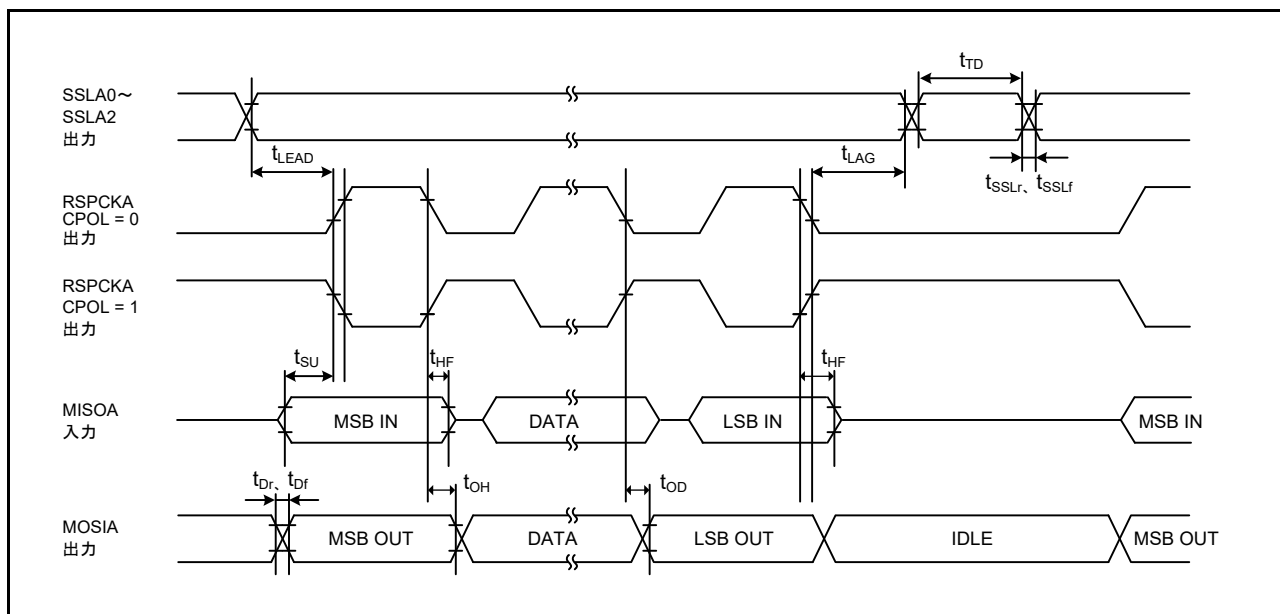 SSLA0～
SSLA2
出力
tTD
tLEAD
tLAG
tSSLr、tSSLf
RSPCKA
CPOL = 0
出力
RSPCKA
CPOL = 1
出力
tSU
tHF
tHF
MISOA
入力
MSB IN
DATA
LSB IN
MSB IN
tDr、tDf
tOH
tOD
MOSIA
出力
MSB OUT
DATA
LSB OUT
IDLE
MSB OUT